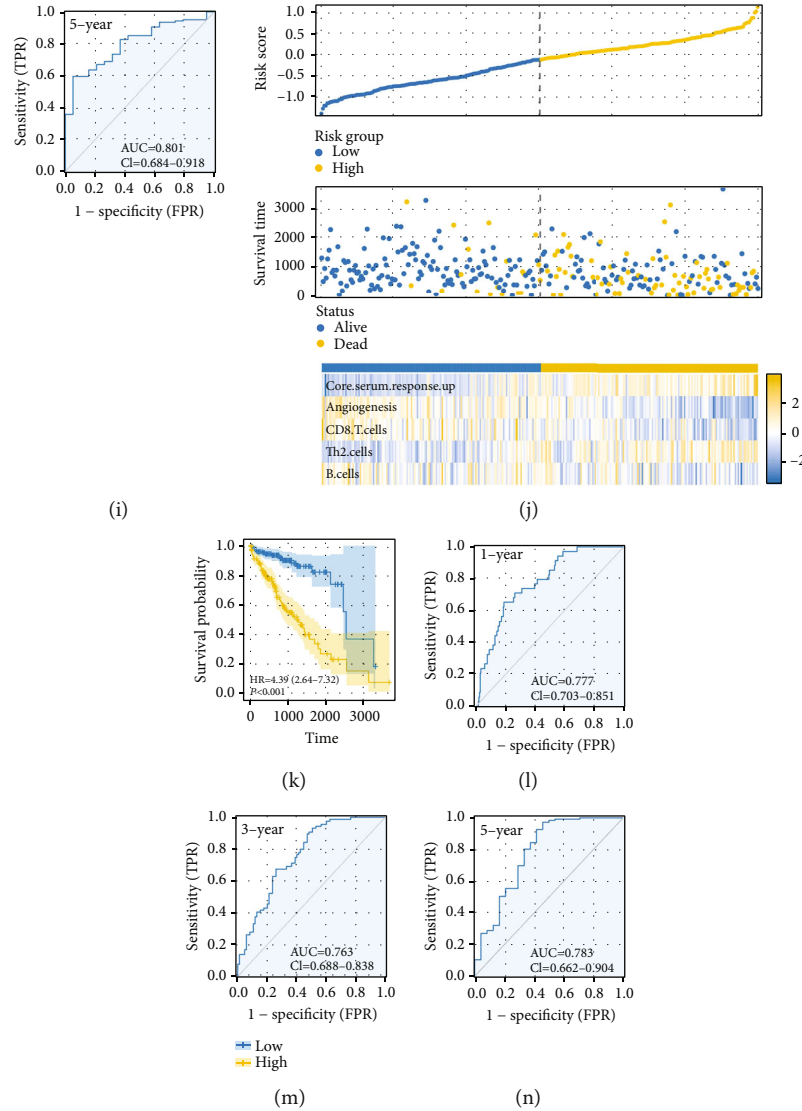 5–year
Sensitivity (TPR)
1.0
0.8
0.6
0.4
0.2
0.0
AUC=0.801
CI=0.684–0.918
0.0 0.2 0.4 0.6 0.8 1.0
1 – specificity (FPR)
(i)
Risk score
1.0
0.5
0.0
–0.5
–1.0
Risk group
Low
High
Survival time
3000
2000
1000
0
Status
Alive
Dead
Core.serum.response.up
Angiogenesis
CD8.T.cells
Th2.cells
B.cells
2
0
–2
(j)
Survival probability
1.0
0.8
0.6
0.4
0.2
0.0
HR=4.39 (2.64–7.32)
P<0.001
0 1000 2000 3000
Time
(k)
1–year
Sensitivity (TPR)
1.0
0.8
0.6
0.4
0.2
0.0
AUC=0.777
CI=0.703–0.851
0.0 0.2 0.4 0.6 0.8 1.0
1 – specificity (FPR)
(l)
3–year
Sensitivity (TPR)
1.0
0.8
0.6
0.4
0.2
0.0
AUC=0.763
CI=0.688–0.838
0.0 0.2 0.4 0.6 0.8 1.0
1 – specificity (FPR)
Low
High
(m)
5–year
Sensitivity (TPR)
1.0
0.8
0.6
0.4
0.2
0.0
AUC=0.783
CI=0.662–0.904
0.0 0.2 0.4 0.6 0.8 1.0
1 – specificity (FPR)
(n)